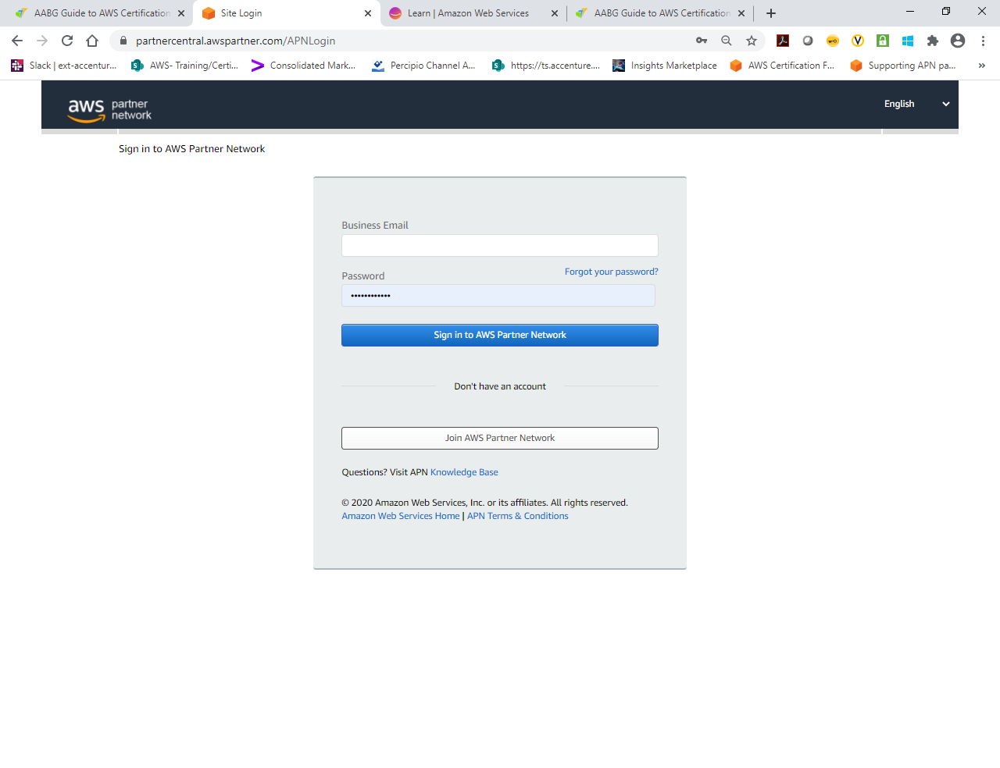 AABG Guide to AWS Certification
Site Login
Learn | Amazon Web Services
AABG Guide to AWS Certification
partnercentral.awspartner.com/APNLogin
Slack | ext-accentur...
AWS- Training/Certi...
Consolidated Mark...
Percipio Channel A...
https://ts.accenture....
Insights Marketplace
AWS Certification F...
Supporting APN pa...
»
aws partner
network
English
Sign in to AWS Partner Network
Business Email
Forgot your password?
Password
••••••••••••
Sign in to AWS Partner Network
Don't have an account
Join AWS Partner Network
Questions? Visit APN Knowledge Base
© 2020 Amazon Web Services, Inc. or its affiliates. All rights reserved.
Amazon Web Services Home | APN Terms & Conditions